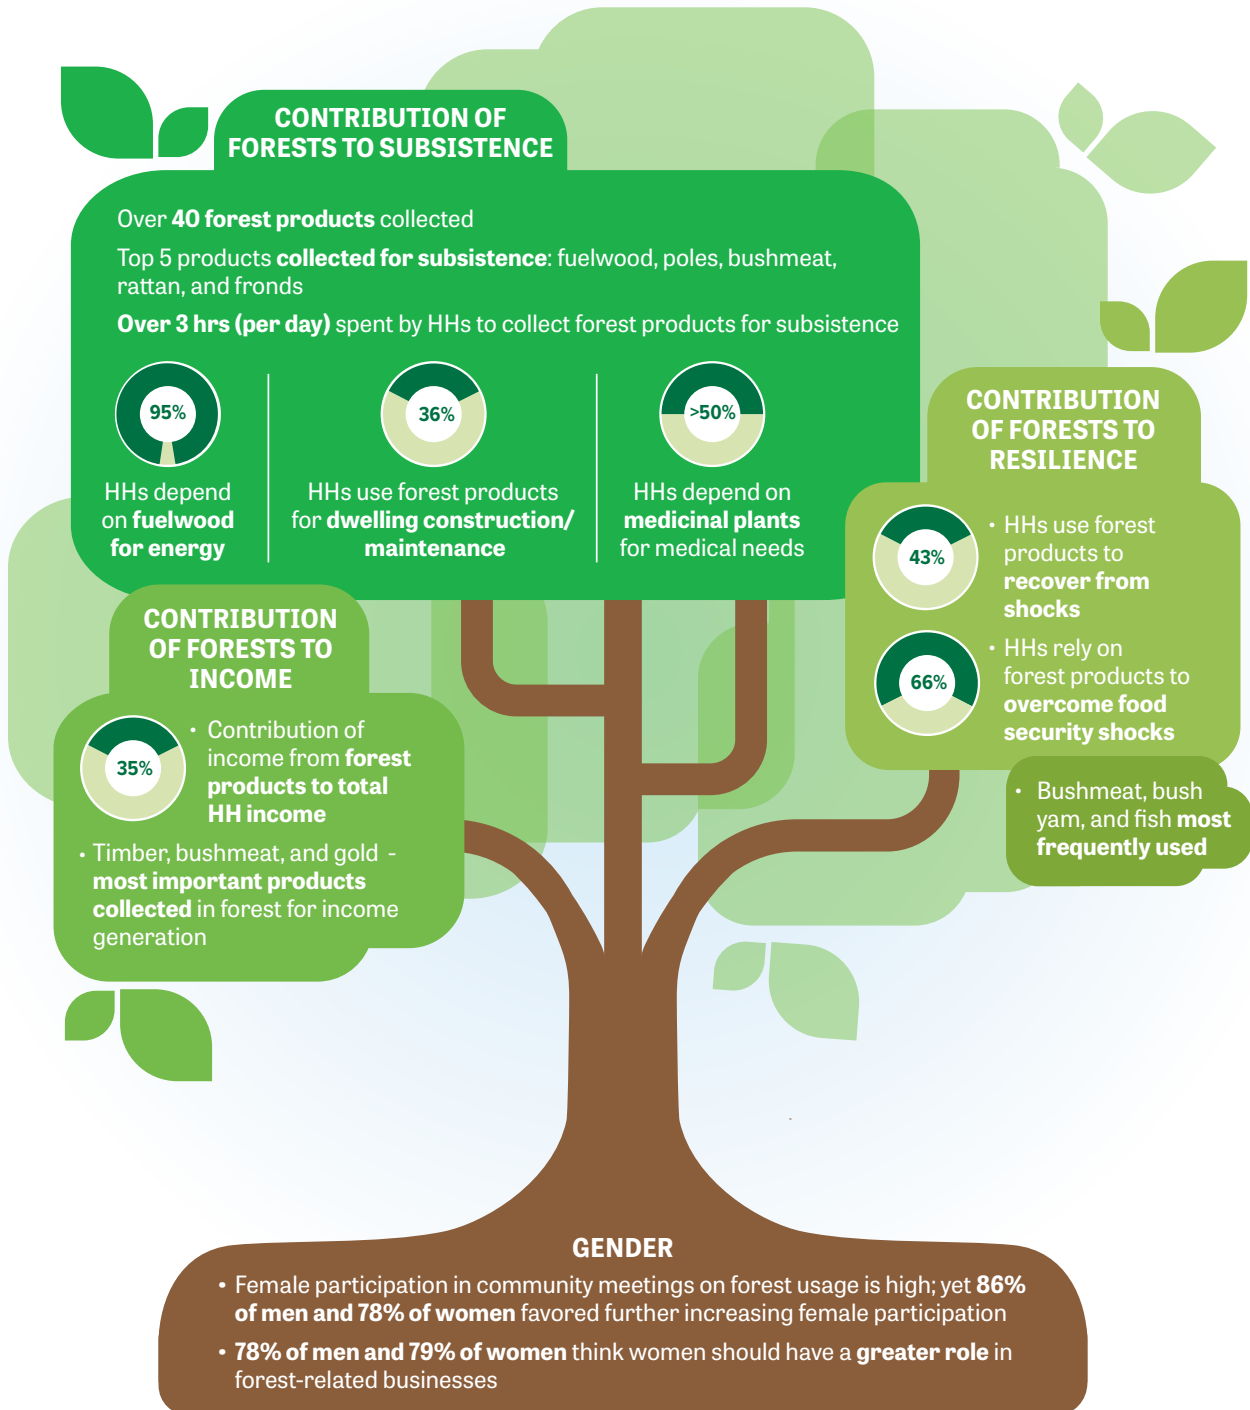 CONTRIBUTION OF
FORESTS TO SUBSISTENCE
Over 40 forest products collected
Top 5 products collected for subsistence: fuelwood, poles, bushmeat,
rattan, and fronds
Over 3 hrs (per day) spent by HHs to collect forest products for subsistence
95%
HHs depend
on fuelwood
for energy
36%
HHs use forest products
for dwelling construction/
maintenance
>50%
HHs depend on
medicinal plants
for medical needs
CONTRIBUTION
OF FORESTS TO
RESILIENCE
43%
• HHs use forest
products to
recover from
shocks
66%
• HHs rely on
forest products to
overcome food
security shocks
• Bushmeat, bush
yam, and fish most
frequently used
CONTRIBUTION
OF FORESTS TO
INCOME
35%
• Contribution of
income from forest
products to total
HH income
• Timber, bushmeat, and gold -
most important products
collected in forest for income
generation
GENDER
• Female participation in community meetings on forest usage is high; yet 86%
of men and 78% of women favored further increasing female participation
• 78% of men and 79% of women think women should have a greater role in
forest-related businesses